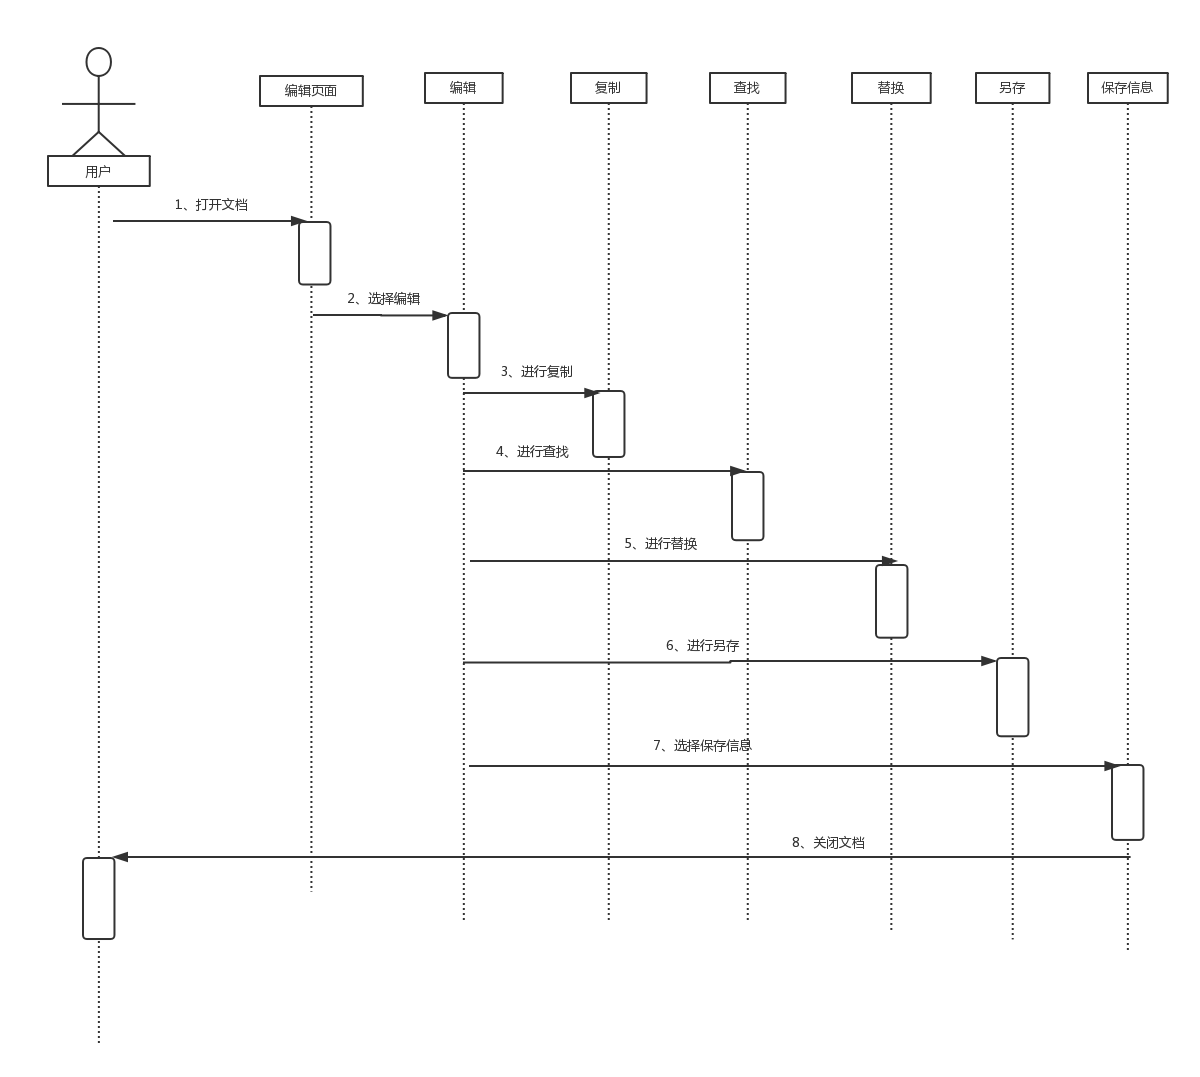 编辑页面
编辑
复制
查找
替换
另存
保存信息
用户
1、打开文档
2、选择编辑
3、进行复制
4、进行查找
5、进行替换
6、进行另存
7、选择保存信息
8、关闭文档